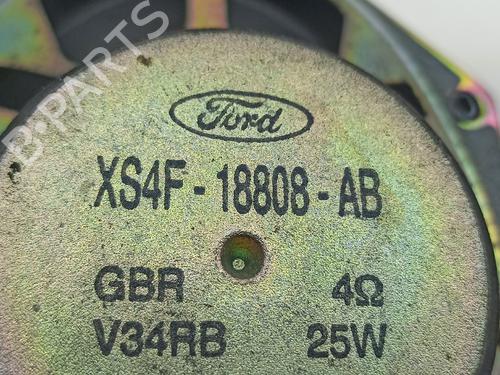 Ford
XS4F-18808-AB
GBR 4Ω
V34RB 25W
B-PARTS